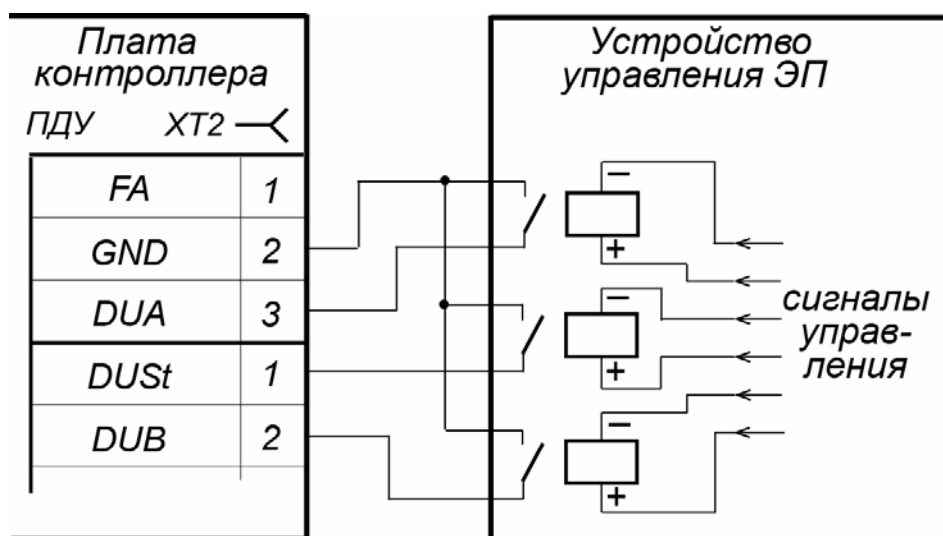 Плата
контроллера
ПДУ XT2
FA 1
GND 2
DUA 3
DUSt 1
DUB 2
Устройство
управления ЭП
−
+
−
+
−
+
сигналы
управ-
ления